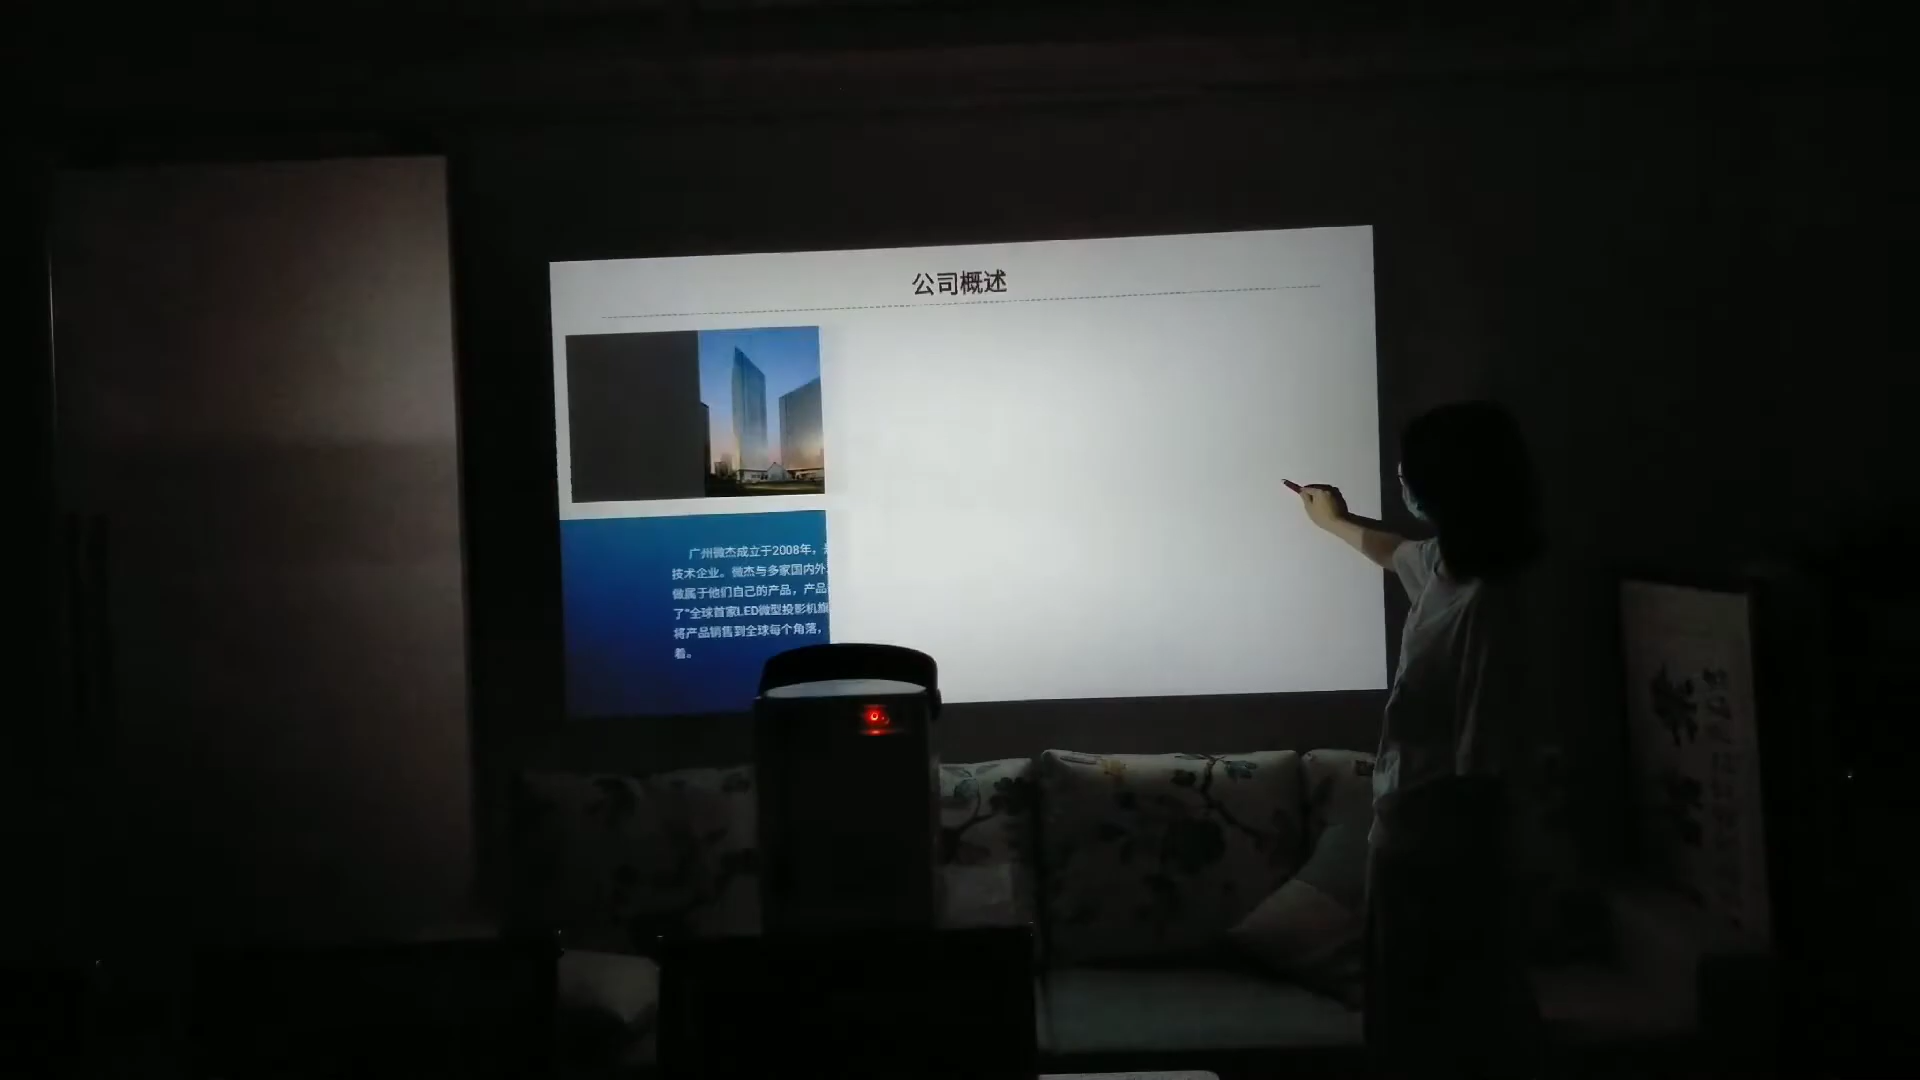 公司概述
广州微杰成立于2008年，
技术企业。微杰与多家国内外
做属于他们自己的产品，产品
了"全球首家LED微型投影机旗
将产品销售到全球每个角落，
着。